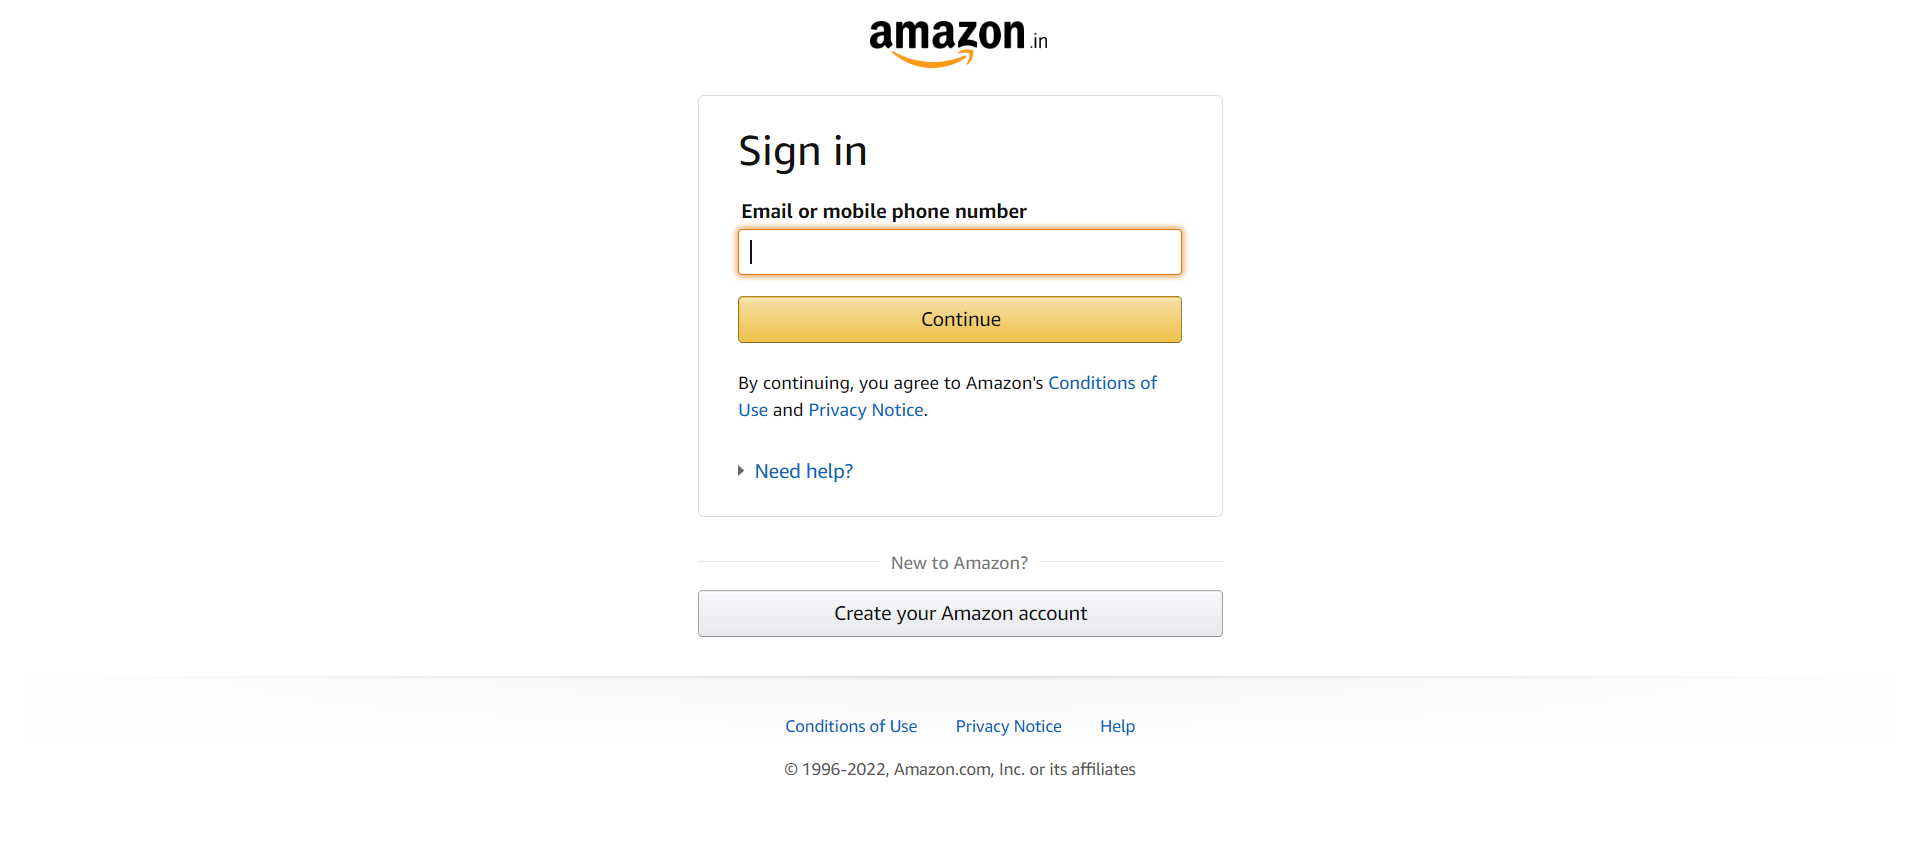 amazon.in
Sign in
Email or mobile phone number
Continue
By continuing, you agree to Amazon's Conditions of
Use and Privacy Notice.
Need help?
New to Amazon?
Create your Amazon account
Conditions of Use Privacy Notice Help
© 1996-2022, Amazon.com, Inc. or its affiliates